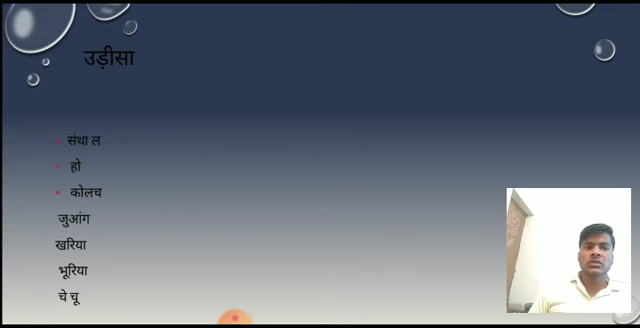 उड़ीसा
संथा ल
हो
कोलच
जुआंग
खरिया
भूरिया
चे चू